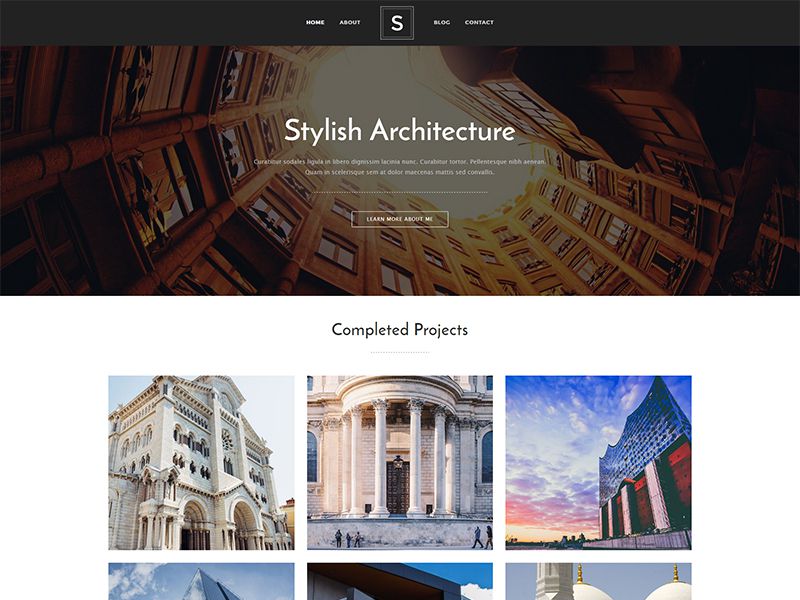 HOME ABOUT S BLOG CONTACT
Stylish Architecture
Curabitur sodales ligula in libero dignissim lacinia nunc. Curabitur tortor. Pellentesque nibh aenean.
Quam in scelerisque sem at dolor maecenas mattis sed convallis.
LEARN MORE ABOUT ME
Completed Projects